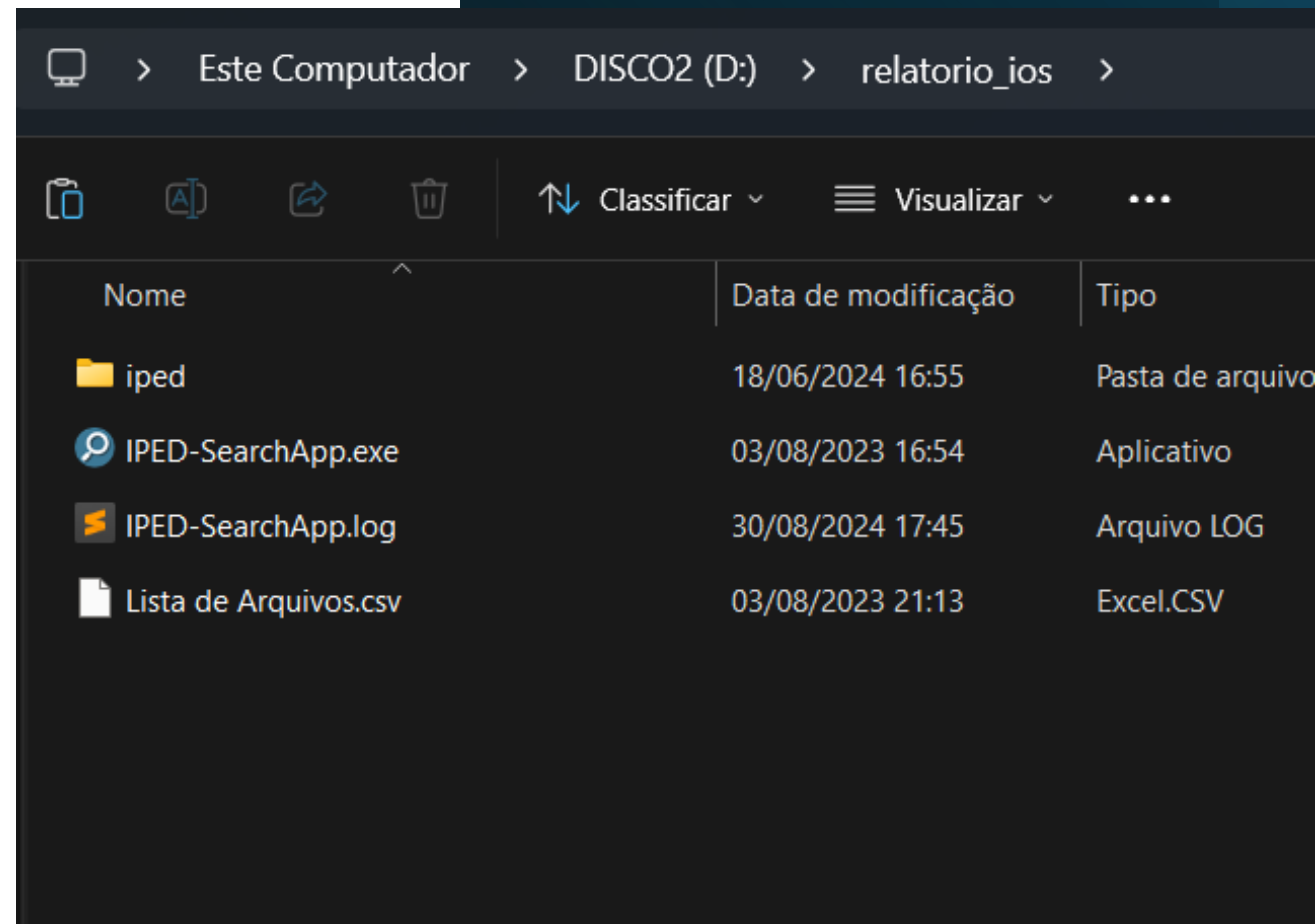 > Este Computador > DISCO2 (D:) > relatorio_ios >
Classificar Visualizar •••
Nome Data de modificação Tipo
iped 18/06/2024 16:55 Pasta de arquivo
IPED-SearchApp.exe 03/08/2023 16:54 Aplicativo
IPED-SearchApp.log 30/08/2024 17:45 Arquivo LOG
Lista de Arquivos.csv 03/08/2023 21:13 Excel.CSV